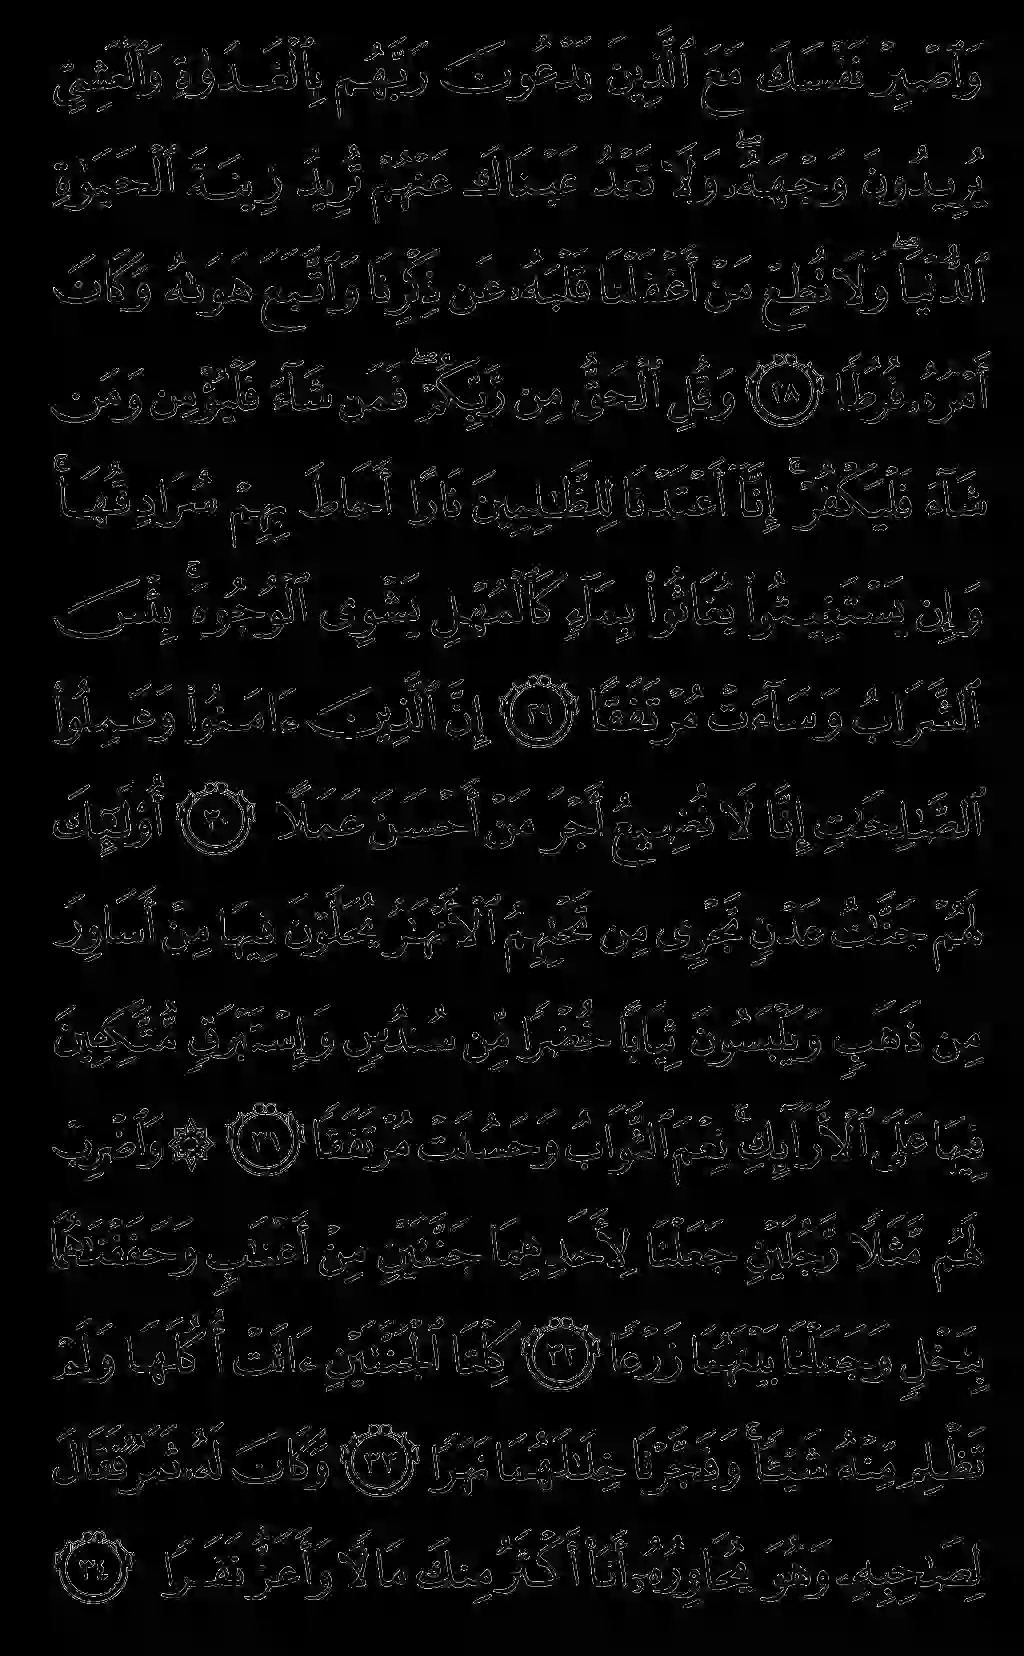 وَٱصْبِرْ نَفْسَكَ مَعَ ٱلَّذِينَ يَدْعُونَ رَبَّهُم بِٱلْغَدَوٰةِ وَٱلْعَشِىِّ
يُرِيدُونَ وَجْهَهُۥ ۖ وَلَا تَعْدُ عَيْنَاكَ عَنْهُمْ تُرِيدُ زِينَةَ ٱلْحَيَوٰةِ
ٱلدُّنْيَا ۖ وَلَا تُطِعْ مَنْ أَغْفَلْنَا قَلْبَهُۥ عَن ذِكْرِنَا وَٱتَّبَعَ هَوَىٰهُ وَكَانَ
أَمْرُهُۥ فُرُطًا ٢٨ وَقُلِ ٱلْحَقُّ مِن رَّبِّكُمْ ۖ فَمَن شَآءَ فَلْيُؤْمِن وَمَن
شَآءَ فَلْيَكْفُرْ ۚ إِنَّآ أَعْتَدْنَا لِلظَّٰلِمِينَ نَارًا أَحَاطَ بِهِمْ سُرَادِقُهَا ۚ
وَإِن يَسْتَغِيثُوا۟ يُغَاثُوا۟ بِمَآءٍ كَٱلْمُهْلِ يَشْوِى ٱلْوُجُوهَ ۚ بِئْسَ
ٱلشَّرَابُ وَسَآءَتْ مُرْتَفَقًا ٢٩ إِنَّ ٱلَّذِينَ ءَامَنُوا۟ وَعَمِلُوا۟
ٱلصَّٰلِحَٰتِ إِنَّا لَا نُضِيعُ أَجْرَ مَنْ أَحْسَنَ عَمَلًا ٣٠ أُو۟لَٰٓئِكَ
لَهُمْ جَنَّٰتُ عَدْنٍ تَجْرِى مِن تَحْتِهِمُ ٱلْأَنْهَٰرُ يُحَلَّوْنَ فِيهَا مِنْ أَسَاوِرَ
مِن ذَهَبٍ وَيَلْبَسُونَ ثِيَابًا خُضْرًا مِّن سُندُسٍ وَإِسْتَبْرَقٍ مُّتَّكِـِٔينَ
فِيهَا عَلَى ٱلْأَرَآئِكِ ۚ نِعْمَ ٱلثَّوَابُ وَحَسُنَتْ مُرْتَفَقًا ٣١ ۞ وَٱضْرِبْ
لَهُم مَّثَلًا رَّجُلَيْنِ جَعَلْنَا لِأَحَدِهِمَا جَنَّتَيْنِ مِنْ أَعْنَٰبٍ وَحَفَفْنَٰهُمَا
بِنَخْلٍ وَجَعَلْنَا بَيْنَهُمَا زَرْعًا ٣٢ كِلْتَا ٱلْجَنَّتَيْنِ ءَاتَتْ أُكُلَهَا وَلَمْ
تَظْلِم مِّنْهُ شَيْـًٔا ۚ وَفَجَّرْنَا خِلَٰلَهُمَا نَهَرًا ٣٣ وَكَانَ لَهُۥ ثَمَرٌ فَقَالَ
لِصَٰحِبِهِۦ وَهُوَ يُحَاوِرُهُۥٓ أَنَا۠ أَكْثَرُ مِنكَ مَالًا وَأَعَزُّ نَفَرًا ٣٤